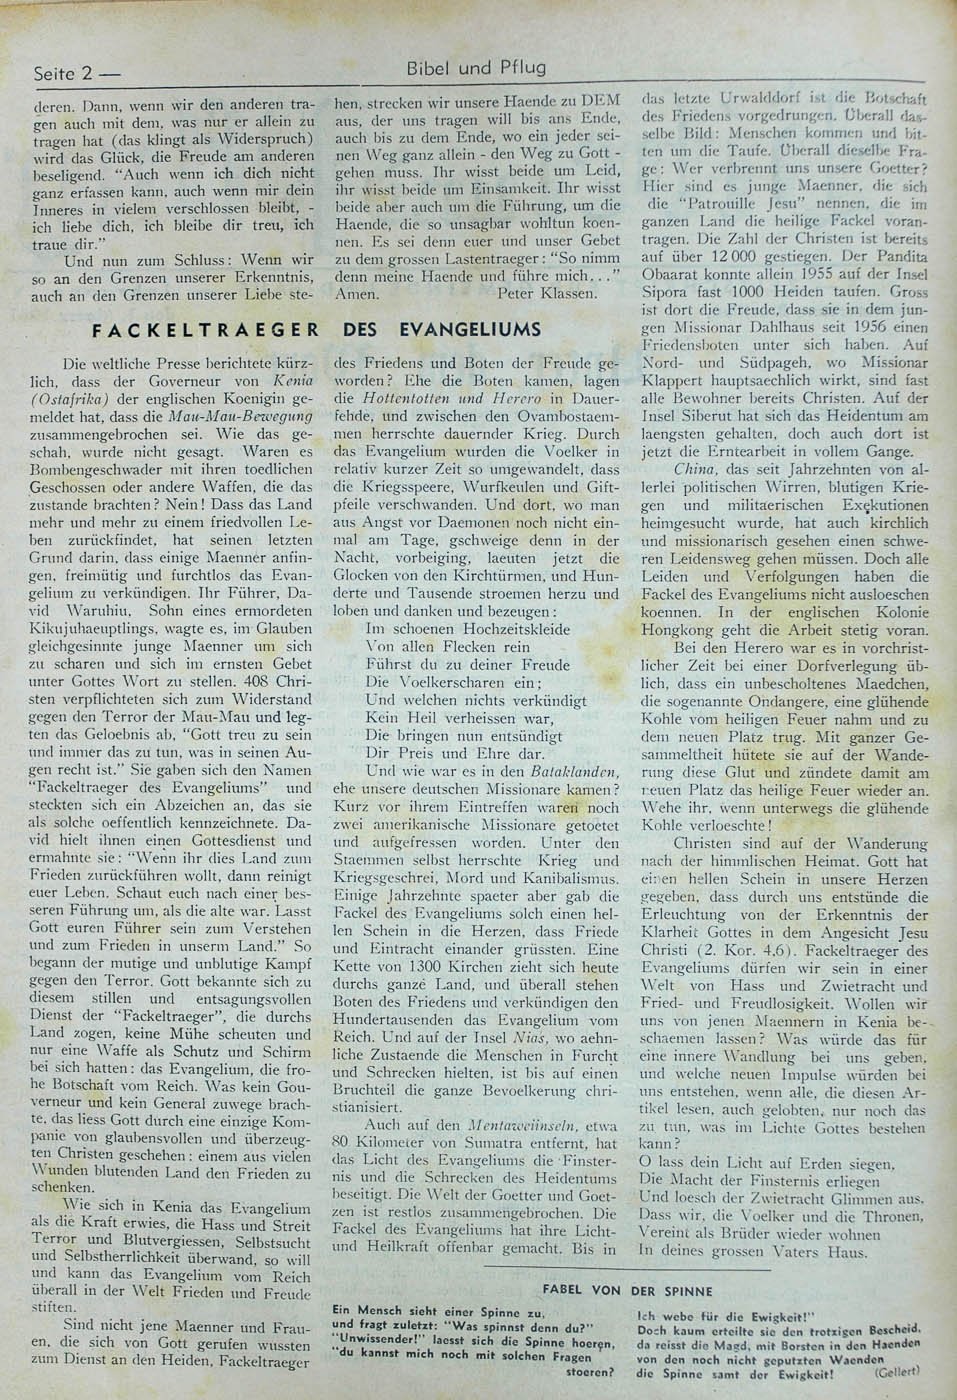 Seite 2 —
Bibel und Pflug
deren. Dann, wenn wir den anderen tra-
gen auch mit dem, was nur er allein zu
tragen hat (das klingt als Widerspruch)
wird das Glück, die Freude am anderen
beseligend. "Auch wenn ich dich nicht
ganz erfassen kann, auch wenn mir dein
Inneres in vielem verschlossen bleibt, -
ich liebe dich, ich bleibe dir treu, ich
traue dir."
Und nun zum Schluss: Wenn wir
so an den Grenzen unserer Erkenntnis,
auch an den Grenzen unserer Liebe ste-
hen, strecken wir unsere Haende zu DEM
aus, der uns tragen will bis ans Ende,
auch bis zu dem Ende, wo ein jeder sei-
nen Weg ganz allein - den Weg zu Gott -
gehen muss. Ihr wisst beide um Leid,
ihr wisst beide um Einsamkeit. Ihr wisst
beide aber auch um die Führung, um die
Haende, die so unsagbar wohltun koen-
nen. Es sei denn euer und unser Gebet
zu dem grossen Lastentraeger: "So nimm
denn meine Haende und führe mich..."
Amen. Peter Klassen.
FACKELTRAEGER DES EVANGELIUMS
Die weltliche Presse berichtete kürz-
lich, dass der Governeur von Kenia
(Ostafrika) der englischen Koenigin ge-
meldet hat, dass die Mau-Mau-Bewegung
zusammengebrochen sei. Wie das ge-
schah, wurde nicht gesagt. Waren es
Bombengeschwader mit ihren toedlichen
Geschossen oder andere Waffen, die das
zustande brachten? Nein! Dass das Land
mehr und mehr zu einem friedvollen Le-
ben zurückfindet, hat seinen letzten
Grund darin, dass einige Maenner anfin-
gen, freimütig und furchtlos das Evan-
gelium zu verkündigen. Ihr Führer, Da-
vid Waruhiu, Sohn eines ermordeten
Kikujuhaeuptlings, wagte es, im Glauben
gleichgesinnte junge Maenner um sich
zu scharen und sich im ernsten Gebet
unter Gottes Wort zu stellen. 408 Chri-
sten verpflichteten sich zum Widerstand
gegen den Terror der Mau-Mau und leg-
ten das Geloebnis ab, "Gott treu zu sein
und immer das zu tun, was in seinen Au-
gen recht ist." Sie gaben sich den Namen
"Fackeltraeger des Evangeliums" und
steckten sich ein Abzeichen an, das sie
als solche oeffentlich kennzeichnete. Da-
vid hielt ihnen einen Gottesdienst und
ermahnte sie: "Wenn ihr dies Land zum
Frieden zurückführen wollt, dann reinigt
euer Leben. Schaut euch nach einer bes-
seren Führung um, als die alte war. Lasst
Gott euren Führer sein zum Verstehen
und zum Frieden in unserm Land." So
begann der mutige und unblutige Kampf
gegen den Terror. Gott bekannte sich zu
diesem stillen und entsagungsvollen
Dienst der "Fackeltraeger", die durchs
Land zogen, keine Mühe scheuten und
nur eine Waffe als Schutz und Schirm
bei sich hatten: das Evangelium, die fro-
he Botschaft vom Reich. Was kein Gou-
verneur und kein General zuwege brach-
te, das liess Gott durch eine einzige Kom-
panie von glaubensvollen und überzeug-
ten Christen geschehen: einem aus vielen
Wunden blutenden Land den Frieden zu
schenken.
Wie sich in Kenia das Evangelium
als die Kraft erwies, die Hass und Streit
Terror und Blutvergiessen, Selbstsucht
und Selbstherrlichkeit überwand, so will
und kann das Evangelium vom Reich
überall in der Welt Frieden und Freude
stiften.
Sind nicht jene Maenner und Frau-
en, die sich von Gott gerufen wussten
zum Dienst an den Heiden, Fackeltraeger
des Friedens und Boten der Freude ge-
worden? Ehe die Boten kamen, lagen
die Hottentotten und Herero in Dauer-
fehde, und zwischen den Ovambostaem-
men herrschte dauernder Krieg. Durch
das Evangelium wurden die Voelker in
relativ kurzer Zeit so umgewandelt, dass
die Kriegsspeere, Wurfkeulen und Gift-
pfeile verschwanden. Und dort, wo man
aus Angst vor Daemonen noch nicht ein-
mal am Tage, gschweige denn in der
Nacht, vorbeiging, laeuten jetzt die
Glocken von den Kirchtürmen, und Hun-
derte und Tausende stroemen herzu und
loben und danken und bezeugen:
Im schoenen Hochzeitskleide
Von allen Flecken rein
Führst du zu deiner Freude
Die Voelkerscharen ein;
Und welchen nichts verkündigt
Kein Heil verheissen war,
Die bringen nun entsündigt
Dir Preis und Ehre dar.
Und wie war es in den Bataklanden,
ehe unsere deutschen Missionare kamen?
Kurz vor ihrem Eintreffen waren noch
zwei amerikanische Missionare getoetet
und aufgefressen worden. Unter den
Staemmen selbst herrschte Krieg und
Kriegsgeschrei, Mord und Kanibalismus.
Einige Jahrzehnte spaeter aber gab die
Fackel des Evangeliums solch einen hel-
len Schein in die Herzen, dass Friede
und Eintracht einander grüssten. Eine
Kette von 1300 Kirchen zieht sich heute
durchs ganze Land, und überall stehen
Boten des Friedens und verkündigen den
Hundertausenden das Evangelium vom
Reich. Und auf der Insel Nias, wo aehn-
liche Zustaende die Menschen in Furcht
und Schrecken hielten, ist bis auf einen
Bruchteil die ganze Bevoelkerung chri-
stianisiert.
Auch auf den Mentaweiinseln, etwa
80 Kilometer von Sumatra entfernt, hat
das Licht des Evangeliums die Finster-
nis und die Schrecken des Heidentums
beseitigt. Die Welt der Goetter und Goet-
zen ist restlos zusammengebrochen. Die
Fackel des Evangeliums hat ihre Licht-
und Heilkraft offenbar gemacht. Bis in
das letzte Urwalddorf ist die Botschaft
des Friedens vorgedrungen. Überall das-
selbe Bild: Menschen kommen und bit-
ten um die Taufe. Überall dieselbe Fra-
ge: Wer verbrennt uns unsere Goetter?
Hier sind es junge Maenner, die sich
die "Patrouille Jesu" nennen, die im
ganzen Land die heilige Fackel voran-
tragen. Die Zahl der Christen ist bereits
auf über 12 000 gestiegen. Der Pandita
Obaarat konnte allein 1955 auf der Insel
Sipora fast 1000 Heiden taufen. Gross
ist dort die Freude, dass sie in dem jun-
gen Missionar Dahlhaus seit 1956 einen
Friedensboten unter sich haben. Auf
Nord- und Südpageh, wo Missionar
Klappert hauptsaechlich wirkt, sind fast
alle Bewohner bereits Christen. Auf der
Insel Siberut hat sich das Heidentum am
laengsten gehalten, doch auch dort ist
jetzt die Erntearbeit in vollem Gange.
China, das seit Jahrzehnten von al-
lerlei politischen Wirren, blutigen Krie-
gen und militaerischen Exekutionen
heimgesucht wurde, hat auch kirchlich
und missionarisch gesehen einen schwe-
ren Leidensweg gehen müssen. Doch alle
Leiden und Verfolgungen haben die
Fackel des Evangeliums nicht ausloeschen
koennen. In der englischen Kolonie
Hongkong geht die Arbeit stetig voran.
Bei den Herero war es in vorchrist-
licher Zeit bei einer Dorfverlegung üb-
lich, dass ein unbescholtenes Maedchen,
die sogenannte Ondangere, eine glühende
Kohle vom heiligen Feuer nahm und zu
dem neuen Platz trug. Mit ganzer Ge-
sammeltheit hütete sie auf der Wande-
rung diese Glut und zündete damit am
neuen Platz das heilige Feuer wieder an.
Wehe ihr, wenn unterwegs die glühende
Kohle verloeschte!
Christen sind auf der Wanderung
nach der himmlischen Heimat. Gott hat
einen hellen Schein in unsere Herzen
gegeben, dass durch uns entstünde die
Erleuchtung von der Erkenntnis der
Klarheit Gottes in dem Angesicht Jesu
Christi (2. Kor. 4,6). Fackeltraeger des
Evangeliums dürfen wir sein in einer
Welt von Hass und Zwietracht und
Fried- und Freudlosigkeit. Wollen wir
uns von jenen Maennern in Kenia be-
schaemen lassen? Was würde das für
eine innere Wandlung bei uns geben,
und welche neuen Impulse würden bei
uns entstehen, wenn alle, die diesen Ar-
tikel lesen, auch gelobten, nur noch das
zu tun, was im Lichte Gottes bestehen
kann?
O lass dein Licht auf Erden siegen,
Die Macht der Finsternis erliegen
Und loesch der Zwietracht Glimmen aus,
Dass wir, die Voelker und die Thronen,
Vereint als Brüder wieder wohnen
In deines grossen Vaters Haus.
FABEL VON DER SPINNE
Ein Mensch sieht einer Spinne zu,
und fragt zuletzt: "Was spinnst denn du?"
"Unwissender!" laesst sich die Spinne hoeren,
"du kannst mich noch mit solchen Fragen
stoeren?
Ich webe für die Ewigkeit!"
Doch kaum erteilte sie den trotzigen Bescheid,
da reisst die Magd, mit Borsten in den Haenden
von den noch nicht geputzten Waenden
die Spinne samt der Ewigkeit! (Gellert)